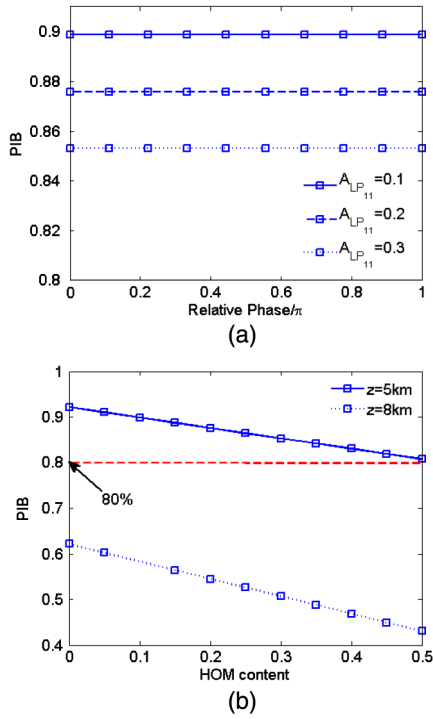 0.9
0.88
0.86
0.84
0.82
0.8
PIB
A_LP_11=0.1
A_LP_11=0.2
A_LP_11=0.3
0 0.2 0.4 0.6 0.8 1
Relative Phase/π
(a)
1
0.9
0.8
0.7
0.6
0.5
0.4
PIB
z=5km
z=8km
80%
0 0.1 0.2 0.3 0.4 0.5
HOM content
(b)